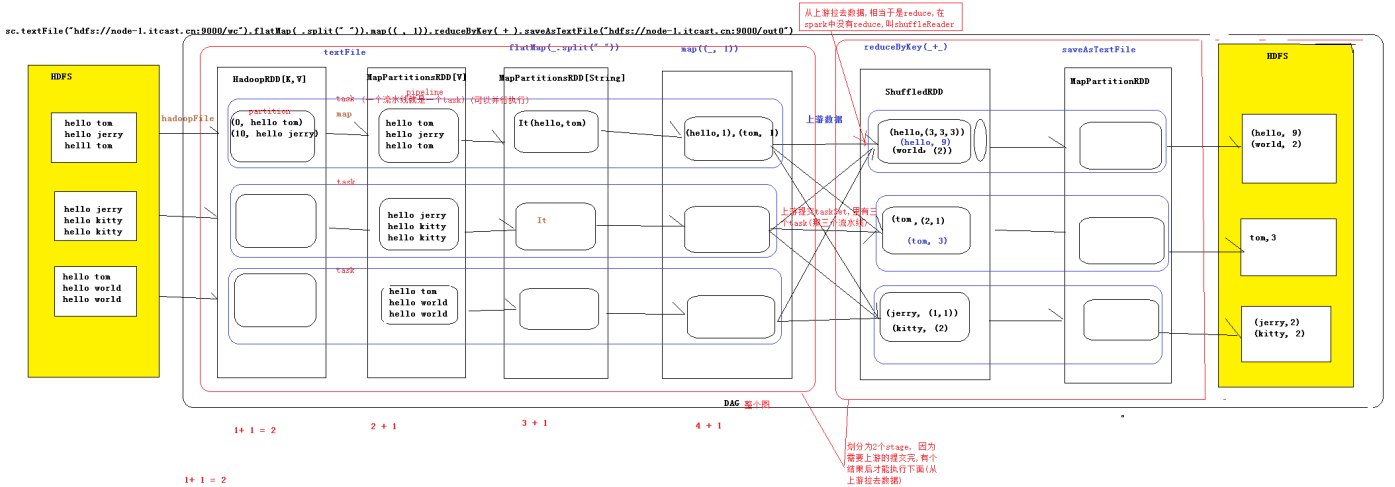 从上游拉去数据,相当于是reduce,在
spark中没有reduce,叫shuffleReader
sc.textFile("hdfs://node-1.itcast.cn:9000/wc").flatMap(_.split(" ")).map((_, 1)).reduceByKey(_+_).saveAsTextFile("hdfs://node-1.itcast.cn:9000/out0")
textFile
flatMap(_.split(" "))
map((_, 1))
reduceByKey(_+_)
saveAsTextFile
HDFS
HadoopRDD[K,V]
MapPartitionsRDD[V]
MapPartitionsRDD[String]
ShuffledRDD
MapPartitionRDD
HDFS
pipeline
task (一个流水线就是一个task) (可以并行执行)
partition
map
hadoopFile
hello tom
hello jerry
helll tom
(0, hello tom)
(10, hello jerry)
hello tom
hello jerry
hello tom
It(hello,tom)
(hello,1),(tom, 1)
上游数据
(hello,(3,3,3))
(hello, 9)
(world, (2))
(hello, 9)
(world, 2)
task
hello jerry
hello kitty
hello kitty
hello jerry
hello kitty
hello kitty
It
上游提交taskSet,里有三
个task(那三个流水线)
(tom,(2,1)
(tom, 3)
tom,3
task
hello tom
hello world
hello world
hello tom
hello world
hello world
(jerry, (1,1))
(kitty, (2)
(jerry,2)
(kitty, 2)
DAG 整个图
1+ 1 = 2
2 + 1
3 + 1
4 + 1
划分为2个stage, 因为
需要上游的提交完,有个
结果后才能执行下面(从
上游拉去数据)
1+ 1 = 2